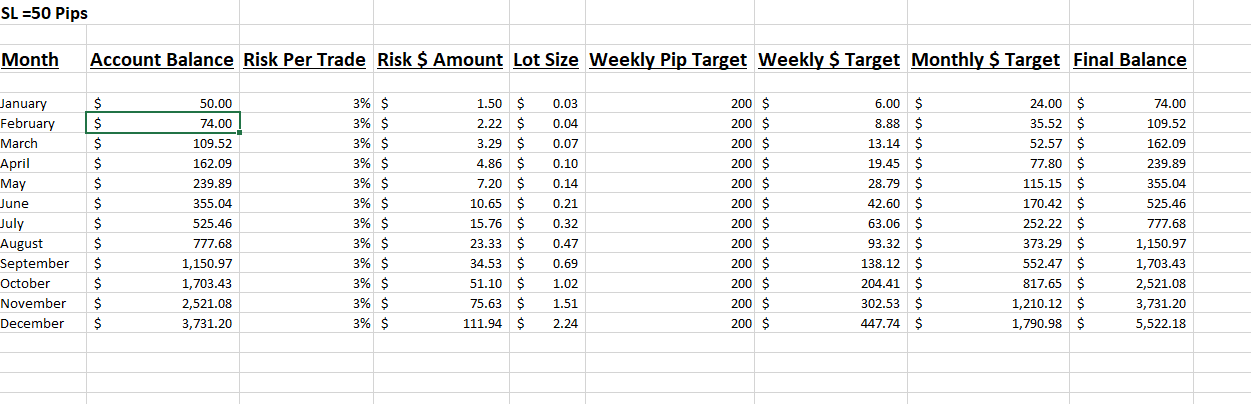 SL =50 Pips
Month Account Balance Risk Per Trade Risk $ Amount Lot Size Weekly Pip Target Weekly $ Target Monthly $ Target Final Balance
January $ 50.00 3% $ 1.50 $ 0.03 200 $ 6.00 $ 24.00 $ 74.00
February $ 74.00 3% $ 2.22 $ 0.04 200 $ 8.88 $ 35.52 $ 109.52
March $ 109.52 3% $ 3.29 $ 0.07 200 $ 13.14 $ 52.57 $ 162.09
April $ 162.09 3% $ 4.86 $ 0.10 200 $ 19.45 $ 77.80 $ 239.89
May $ 239.89 3% $ 7.20 $ 0.14 200 $ 28.79 $ 115.15 $ 355.04
June $ 355.04 3% $ 10.65 $ 0.21 200 $ 42.60 $ 170.42 $ 525.46
July $ 525.46 3% $ 15.76 $ 0.32 200 $ 63.06 $ 252.22 $ 777.68
August $ 777.68 3% $ 23.33 $ 0.47 200 $ 93.32 $ 373.29 $ 1,150.97
September $ 1,150.97 3% $ 34.53 $ 0.69 200 $ 138.12 $ 552.47 $ 1,703.43
October $ 1,703.43 3% $ 51.10 $ 1.02 200 $ 204.41 $ 817.65 $ 2,521.08
November $ 2,521.08 3% $ 75.63 $ 1.51 200 $ 302.53 $ 1,210.12 $ 3,731.20
December $ 3,731.20 3% $ 111.94 $ 2.24 200 $ 447.74 $ 1,790.98 $ 5,522.18